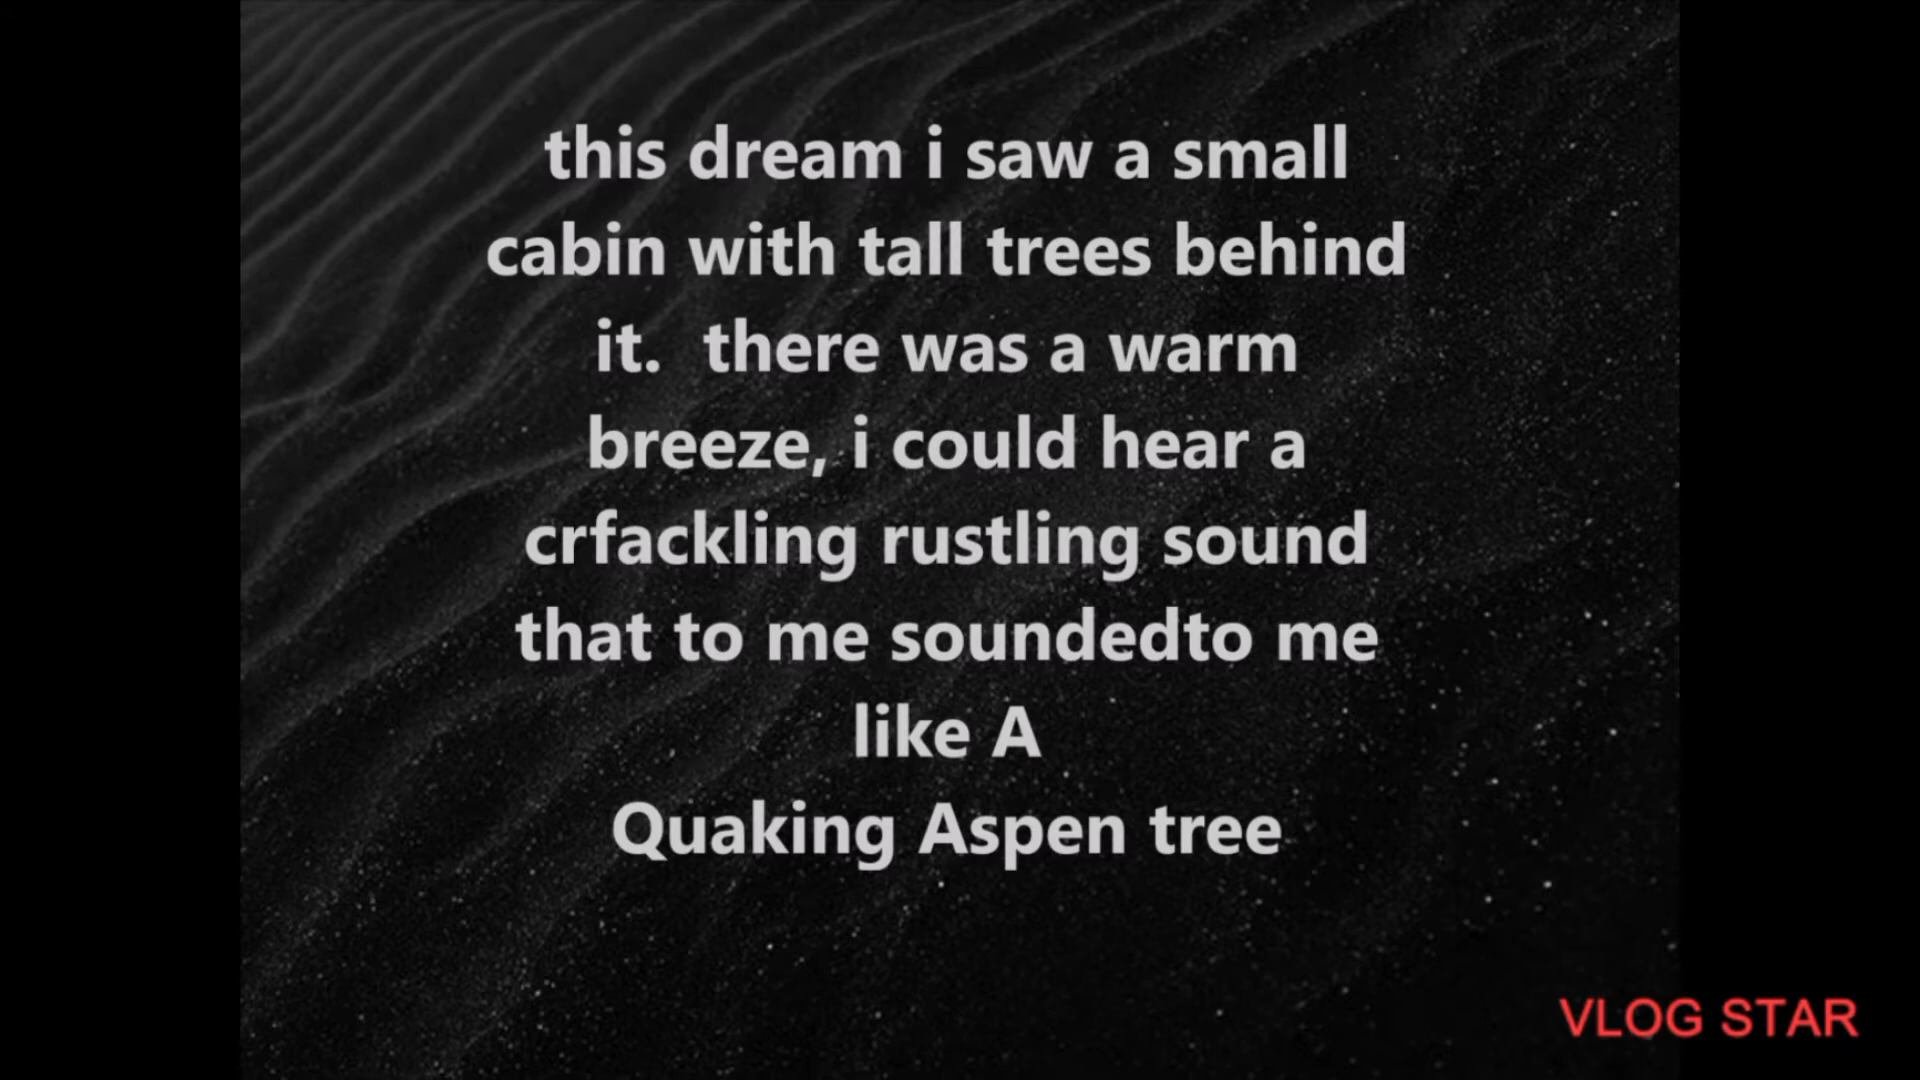 this dream i saw a small
cabin with tall trees behind
it.  there was a warm
breeze, i could hear a
crfackling rustling sound
that to me soundedto me
like A
Quaking Aspen tree
VLOG STAR